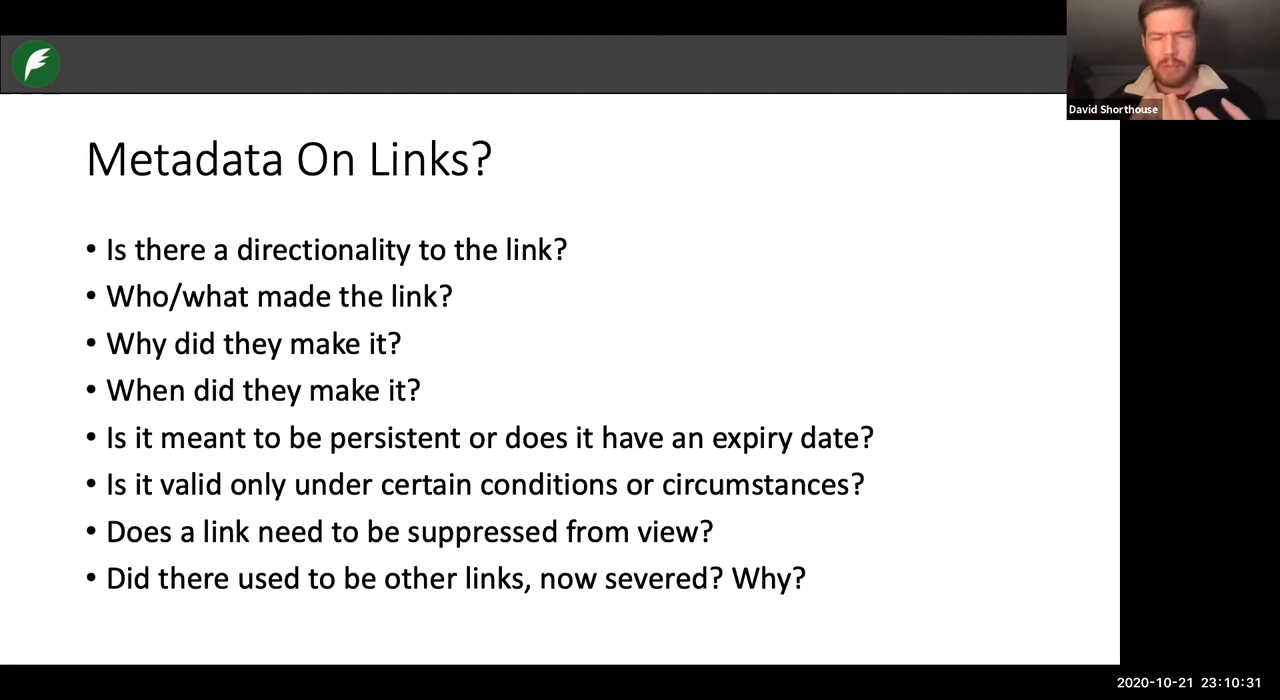 David Shorthouse
Metadata On Links?
• Is there a directionality to the link?
• Who/what made the link?
• Why did they make it?
• When did they make it?
• Is it meant to be persistent or does it have an expiry date?
• Is it valid only under certain conditions or circumstances?
• Does a link need to be suppressed from view?
• Did there used to be other links, now severed? Why?
2020-10-21 23:10:31